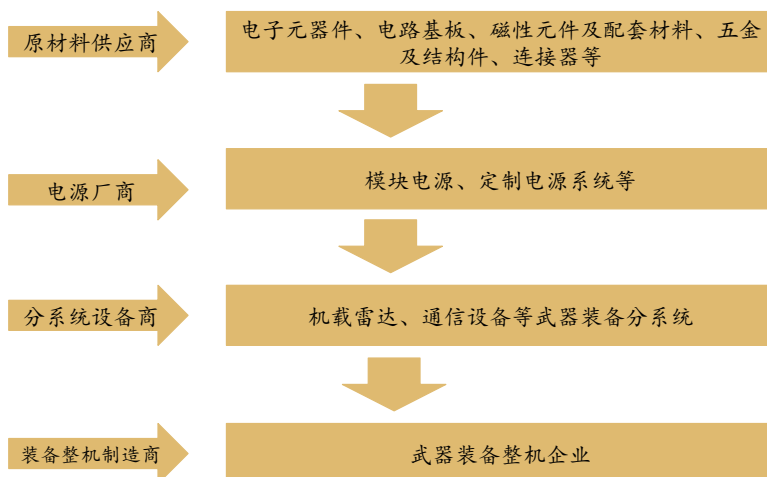 原材料供应商
电子元器件、电路基板、磁性元件及配套材料、五金
及结构件、连接器等
电源厂商
模块电源、定制电源系统等
分系统设备商
机载雷达、通信设备等武器装备分系统
装备整机制造商
武器装备整机企业